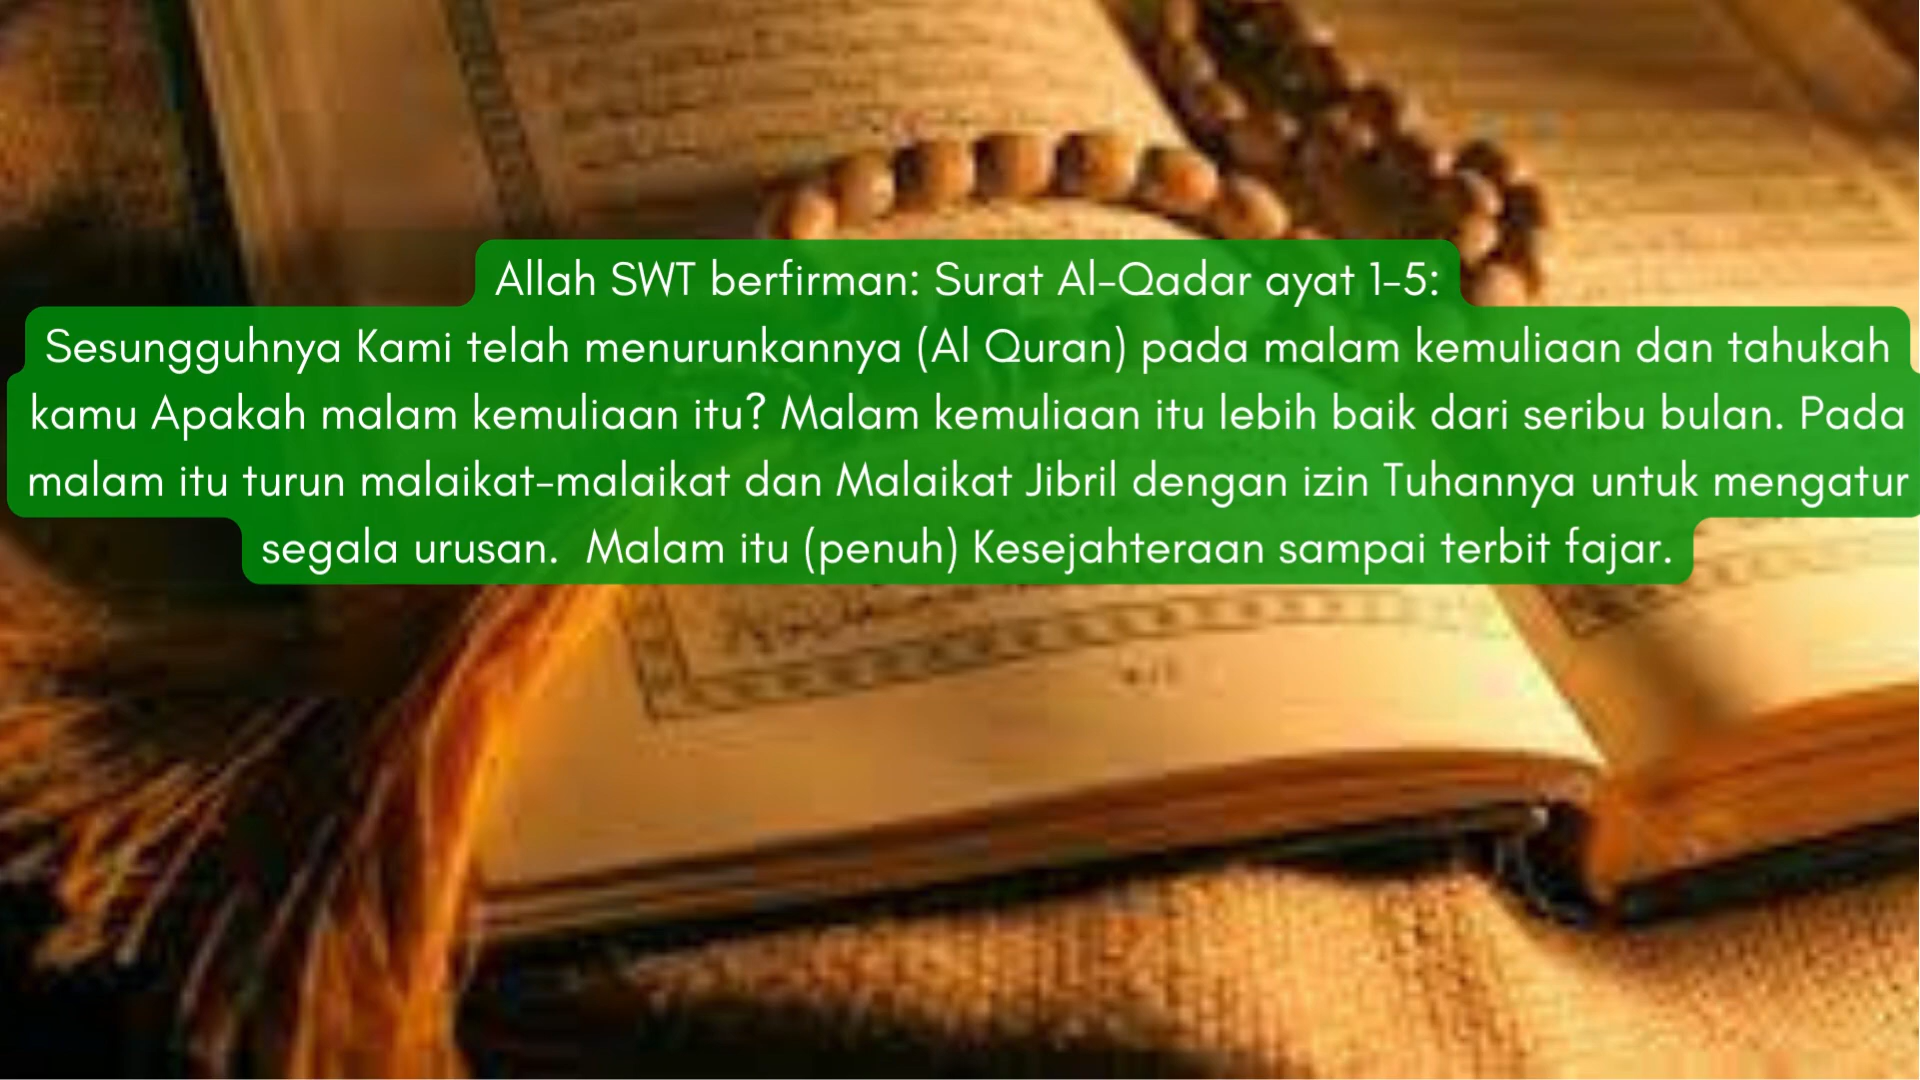 Allah SWT berfirman: Surat Al-Qadar ayat 1-5:
Sesungguhnya Kami telah menurunkannya (Al Quran) pada malam kemuliaan dan tahukah
kamu Apakah malam kemuliaan itu? Malam kemuliaan itu lebih baik dari seribu bulan. Pada
malam itu turun malaikat-malaikat dan Malaikat Jibril dengan izin Tuhannya untuk mengatur
segala urusan.  Malam itu (penuh) Kesejahteraan sampai terbit fajar.